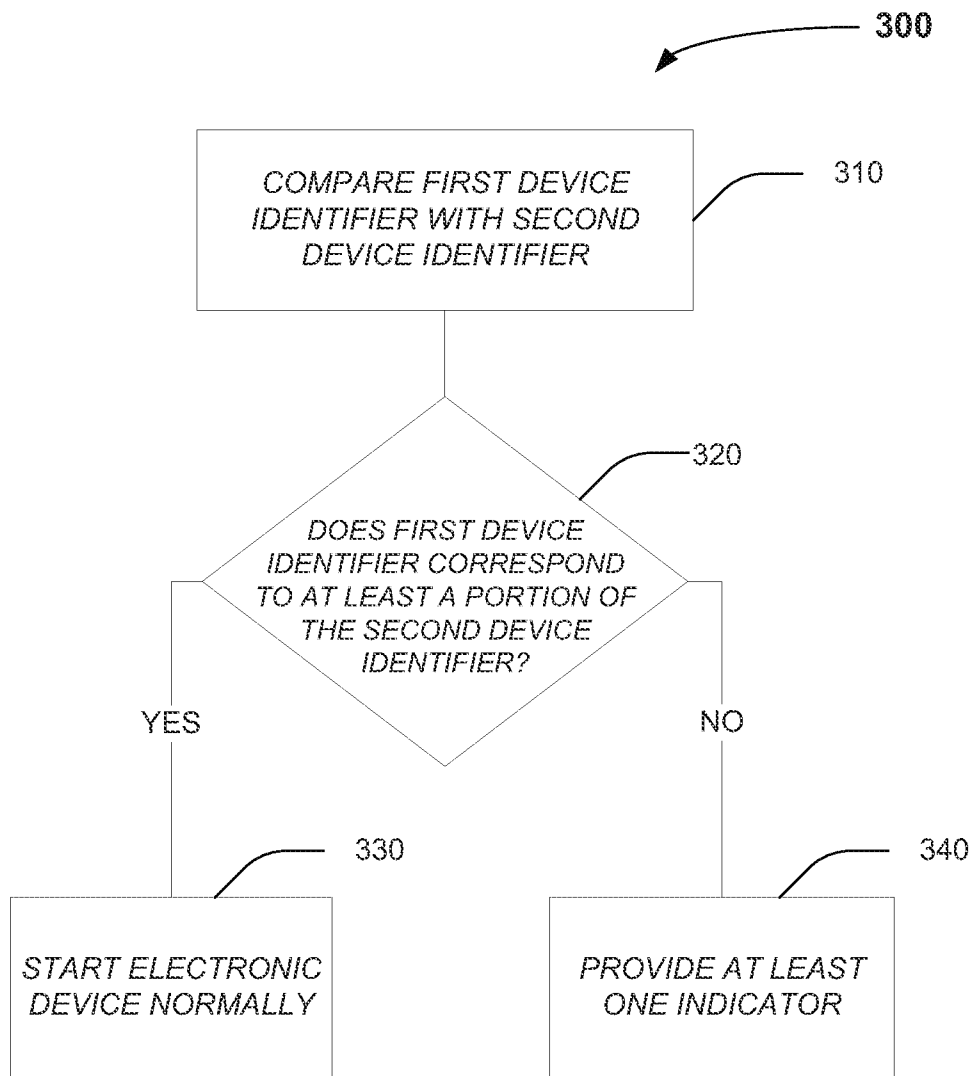 300
COMPARE FIRST DEVICE
IDENTIFIER WITH SECOND
DEVICE IDENTIFIER
310
320
DOES FIRST DEVICE
IDENTIFIER CORRESPOND
TO AT LEAST A PORTION OF
THE SECOND DEVICE
IDENTIFIER?
YES
NO
330
340
START ELECTRONIC
DEVICE NORMALLY
PROVIDE AT LEAST
ONE INDICATOR